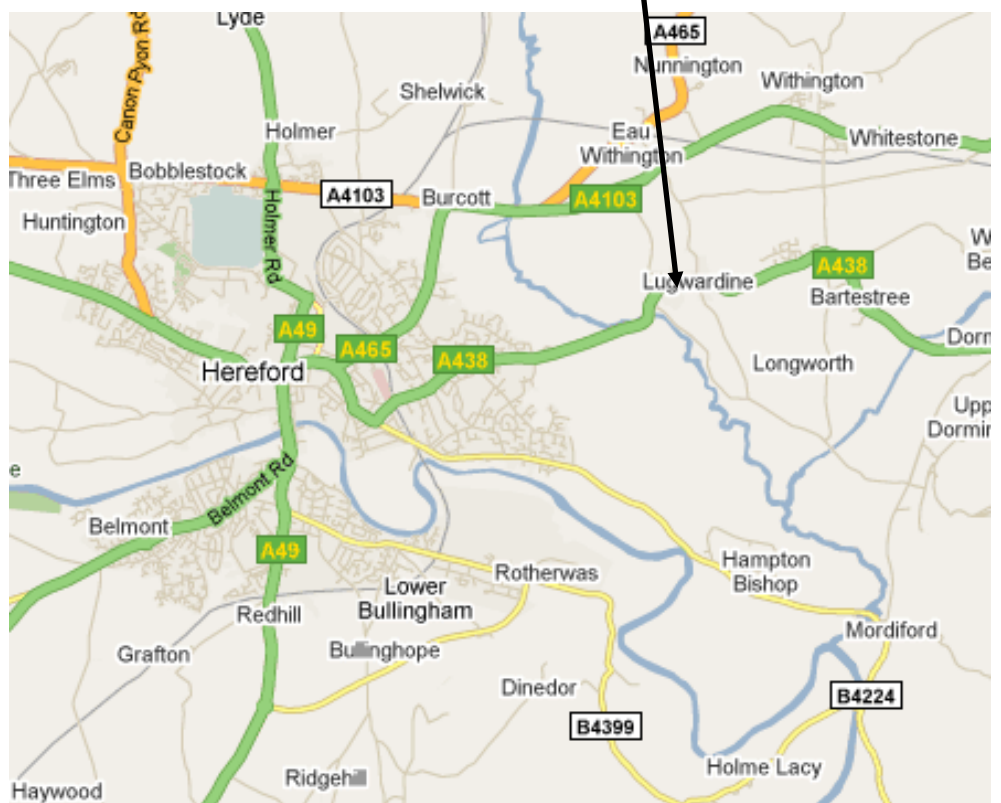 Lyde
A465
Canon Pyon Rd
Nunnington
Withington
Shelwick
Holmer
Eau
Withington
Whitestone
Three Elms
Bobblestock
A4103
Burcott
A4103
Huntington
Holmer Rd
Lugwardine
A438
Bartestree
A49
A465
A438
Hereford
Longworth
Belmont Rd
Belmont
A49
Hampton
Bishop
Rotherwas
Lower
Bullingham
Redhill
Mordiford
Grafton
Bullinghope
Dinedor
B4224
B4399
Holme Lacy
Ridgehill
Haywood